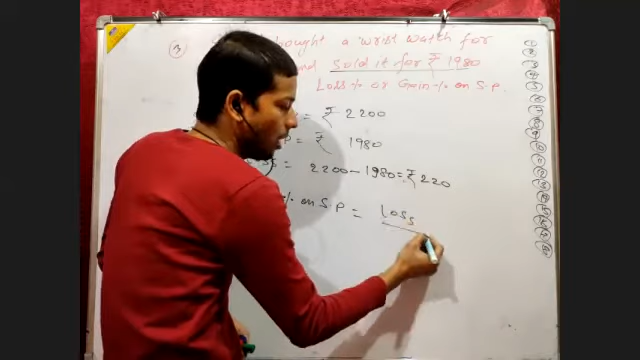 3 bought a wrist watch for
and sold it for ₹ 1980
Loss % or Gain % on S.P.
= ₹ 2200
P = ₹ 1980
= 2200 - 1980 = ₹ 220
% on S.P = Loss